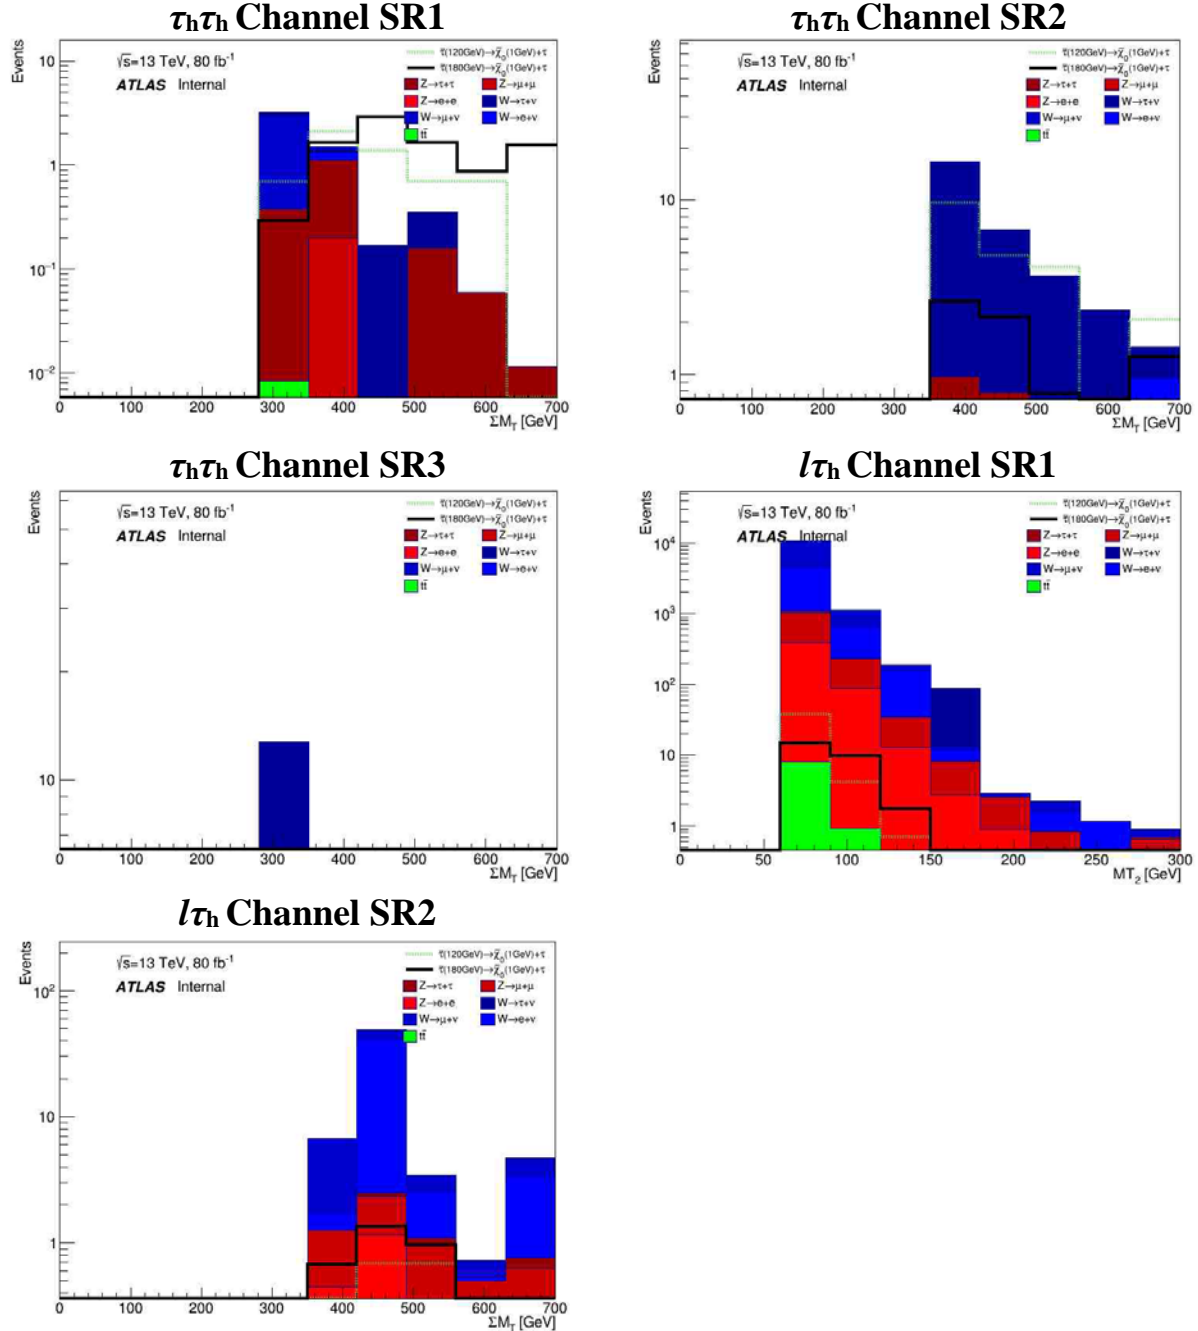 τhτh Channel SR1
τhτh Channel SR2
Events
10
1
10⁻¹
10⁻²
√s=13 TeV, 80 fb⁻¹
ATLAS Internal
τ̃(120GeV)→χ̃₀(1GeV)+τ
τ̃(180GeV)→χ̃₀(1GeV)+τ
Z→τ+τ Z→μ+μ
Z→e+e W→τ+ν
W→μ+ν W→e+ν
tt̄
0 100 200 300 400 500 600 700
ΣM_T [GeV]
Events
10
1
√s=13 TeV, 80 fb⁻¹
ATLAS Internal
τ̃(120GeV)→χ̃₀(1GeV)+τ
τ̃(180GeV)→χ̃₀(1GeV)+τ
Z→τ+τ Z→μ+μ
Z→e+e W→τ+ν
W→μ+ν W→e+ν
tt̄
0 100 200 300 400 500 600 700
ΣM_T [GeV]
τhτh Channel SR3
lτh Channel SR1
Events
10
√s=13 TeV, 80 fb⁻¹
ATLAS Internal
τ̃(120GeV)→χ̃₀(1GeV)+τ
τ̃(180GeV)→χ̃₀(1GeV)+τ
Z→τ+τ Z→μ+μ
Z→e+e W→τ+ν
W→μ+ν W→e+ν
tt̄
0 100 200 300 400 500 600 700
ΣM_T [GeV]
Events
10⁴
10³
10²
10
1
√s=13 TeV, 80 fb⁻¹
ATLAS Internal
τ̃(120GeV)→χ̃₀(1GeV)+τ
τ̃(180GeV)→χ̃₀(1GeV)+τ
Z→τ+τ Z→μ+μ
Z→e+e W→τ+ν
W→μ+ν W→e+ν
tt̄
0 50 100 150 200 250 300
MT₂ [GeV]
lτh Channel SR2
Events
10²
10
1
√s=13 TeV, 80 fb⁻¹
ATLAS Internal
τ̃(120GeV)→χ̃₀(1GeV)+τ
τ̃(180GeV)→χ̃₀(1GeV)+τ
Z→τ+τ Z→μ+μ
Z→e+e W→τ+ν
W→μ+ν W→e+ν
tt̄
0 100 200 300 400 500 600 700
ΣM_T [GeV]